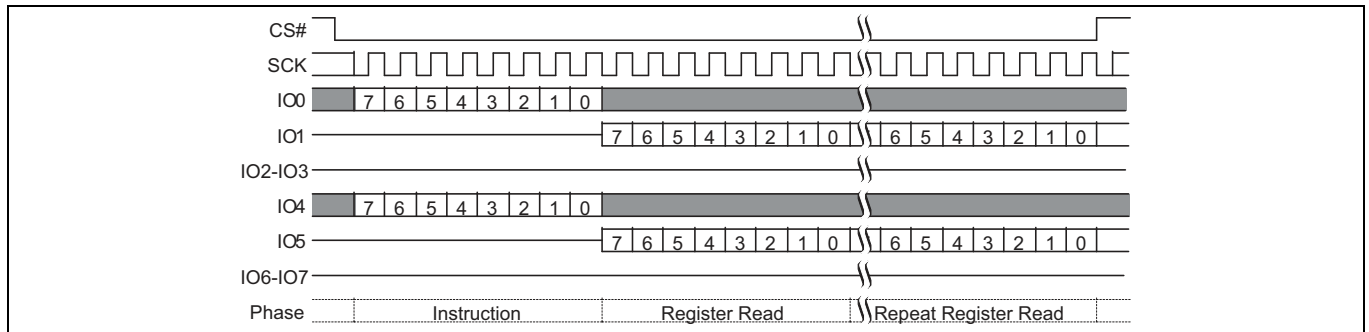 CS#
SCK
IO0 7 6 5 4 3 2 1 0
IO1 7 6 5 4 3 2 1 0 6 5 4 3 2 1 0
IO2-IO3
IO4 7 6 5 4 3 2 1 0
IO5 7 6 5 4 3 2 1 0 6 5 4 3 2 1 0
IO6-IO7
Phase Instruction Register Read Repeat Register Read